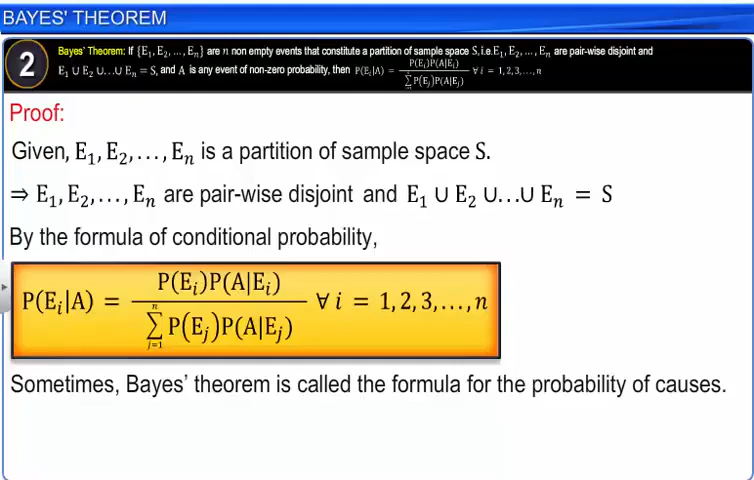 BAYES' THEOREM
2
Bayes' Theorem: If {E₁, E₂, ..., Eₙ} are n non empty events that constitute a partition of sample space S, i.e. E₁, E₂, ..., Eₙ are pair-wise disjoint and
E₁ ∪ E₂ ∪...∪ Eₙ = S, and A is any event of non-zero probability, then P(Eᵢ|A) = P(Eᵢ)P(A|Eᵢ) / ∑ P(Eⱼ)P(A|Eⱼ) ∀ i = 1,2,3,...,n
Proof:
Given, E₁, E₂, ..., Eₙ is a partition of sample space S.
⇒ E₁, E₂, ..., Eₙ are pair-wise disjoint and E₁ ∪ E₂ ∪...∪ Eₙ = S
By the formula of conditional probability,
P(Eᵢ|A) = P(Eᵢ)P(A|Eᵢ) / ∑ⱼ₌₁ⁿ P(Eⱼ)P(A|Eⱼ) ∀ i = 1, 2, 3, ..., n
Sometimes, Bayes' theorem is called the formula for the probability of causes.